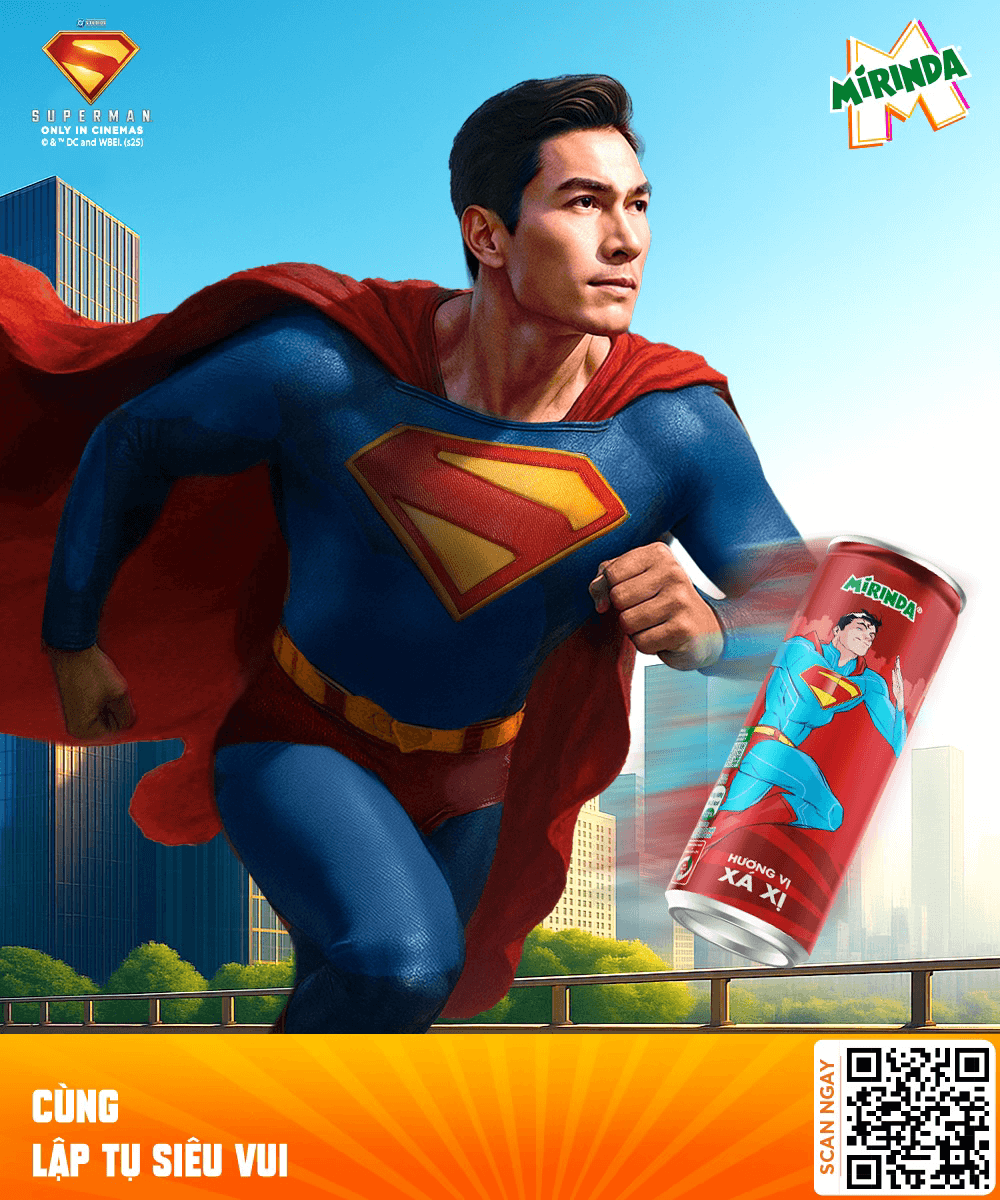 SUPERMAN
ONLY IN CINEMAS
© & ™ DC and WBEI. (s25)
MIRINDA
MIRINDA
HƯƠNG VỊ
XÁ XỊ
CÙNG
LẬP TỤ SIÊU VUI
SCAN NGAY